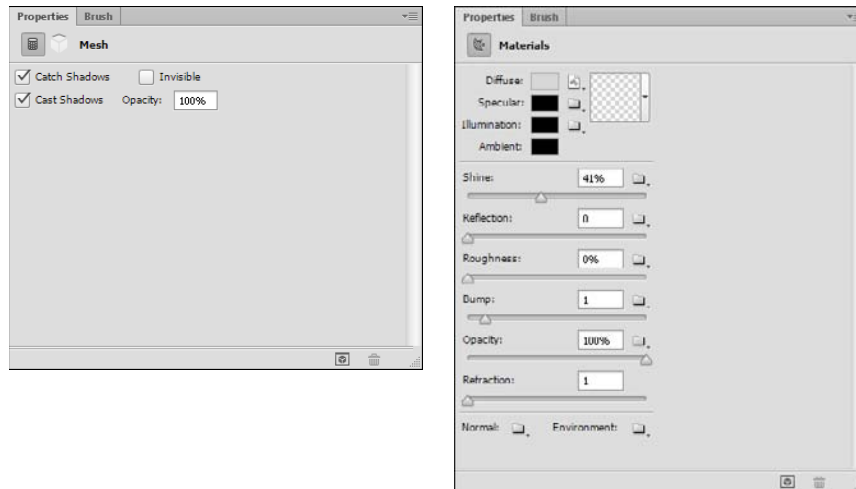 Properties Brush
Mesh
Catch Shadows Invisible
Cast Shadows Opacity: 100%
Properties Brush
Materials
Diffuse:
Specular:
Illumination:
Ambient:
Shine: 41%
Reflection: 0
Roughness: 0%
Bump: 1
Opacity: 100%
Refraction: 1
Normal: Environment: